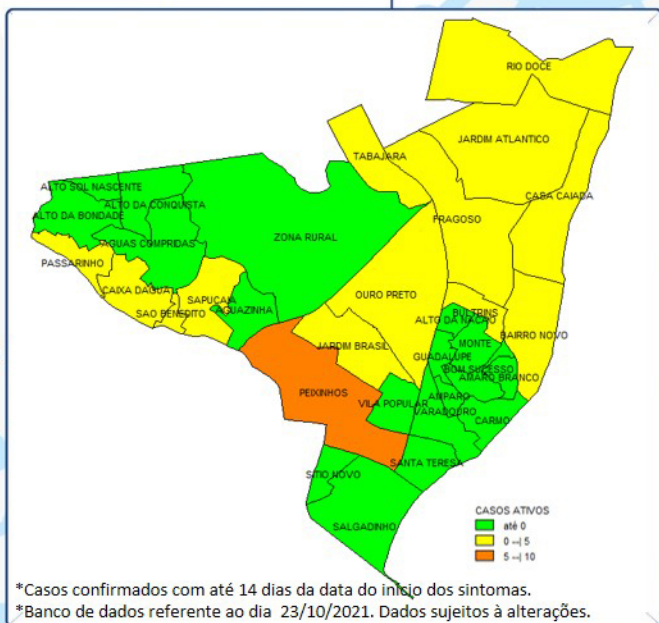 RIO DOCE
JARDIM ATLANTICO
TABAJARA
CASA CAIADA
ALTO SOL NASCENTE
ALTO DA CONQUISTA
ALTO DA BONDADE
FRAGOSO
ZONA RURAL
AGUAS COMPRIDAS
PASSARINHO
CAIXA DAGUA
SAPUCAIA
OURO PRETO
SAO BENEDITO
AGUAZINHA
BULTRINS
ALTO DA NACAO
BAIRRO NOVO
JARDIM BRASIL
MONTE
GUADALUPE
BOM SUCESSO
AMARO BRANCO
PEIXINHOS
AMPARO
VILA POPULAR
VARADOURO
CARMO
SANTA TERESA
SITIO NOVO
SALGADINHO
CASOS ATIVOS
até 0
0 --| 5
5 --| 10
*Casos confirmados com até 14 dias da data do início dos sintomas.
*Banco de dados referente ao dia 23/10/2021. Dados sujeitos à alterações.